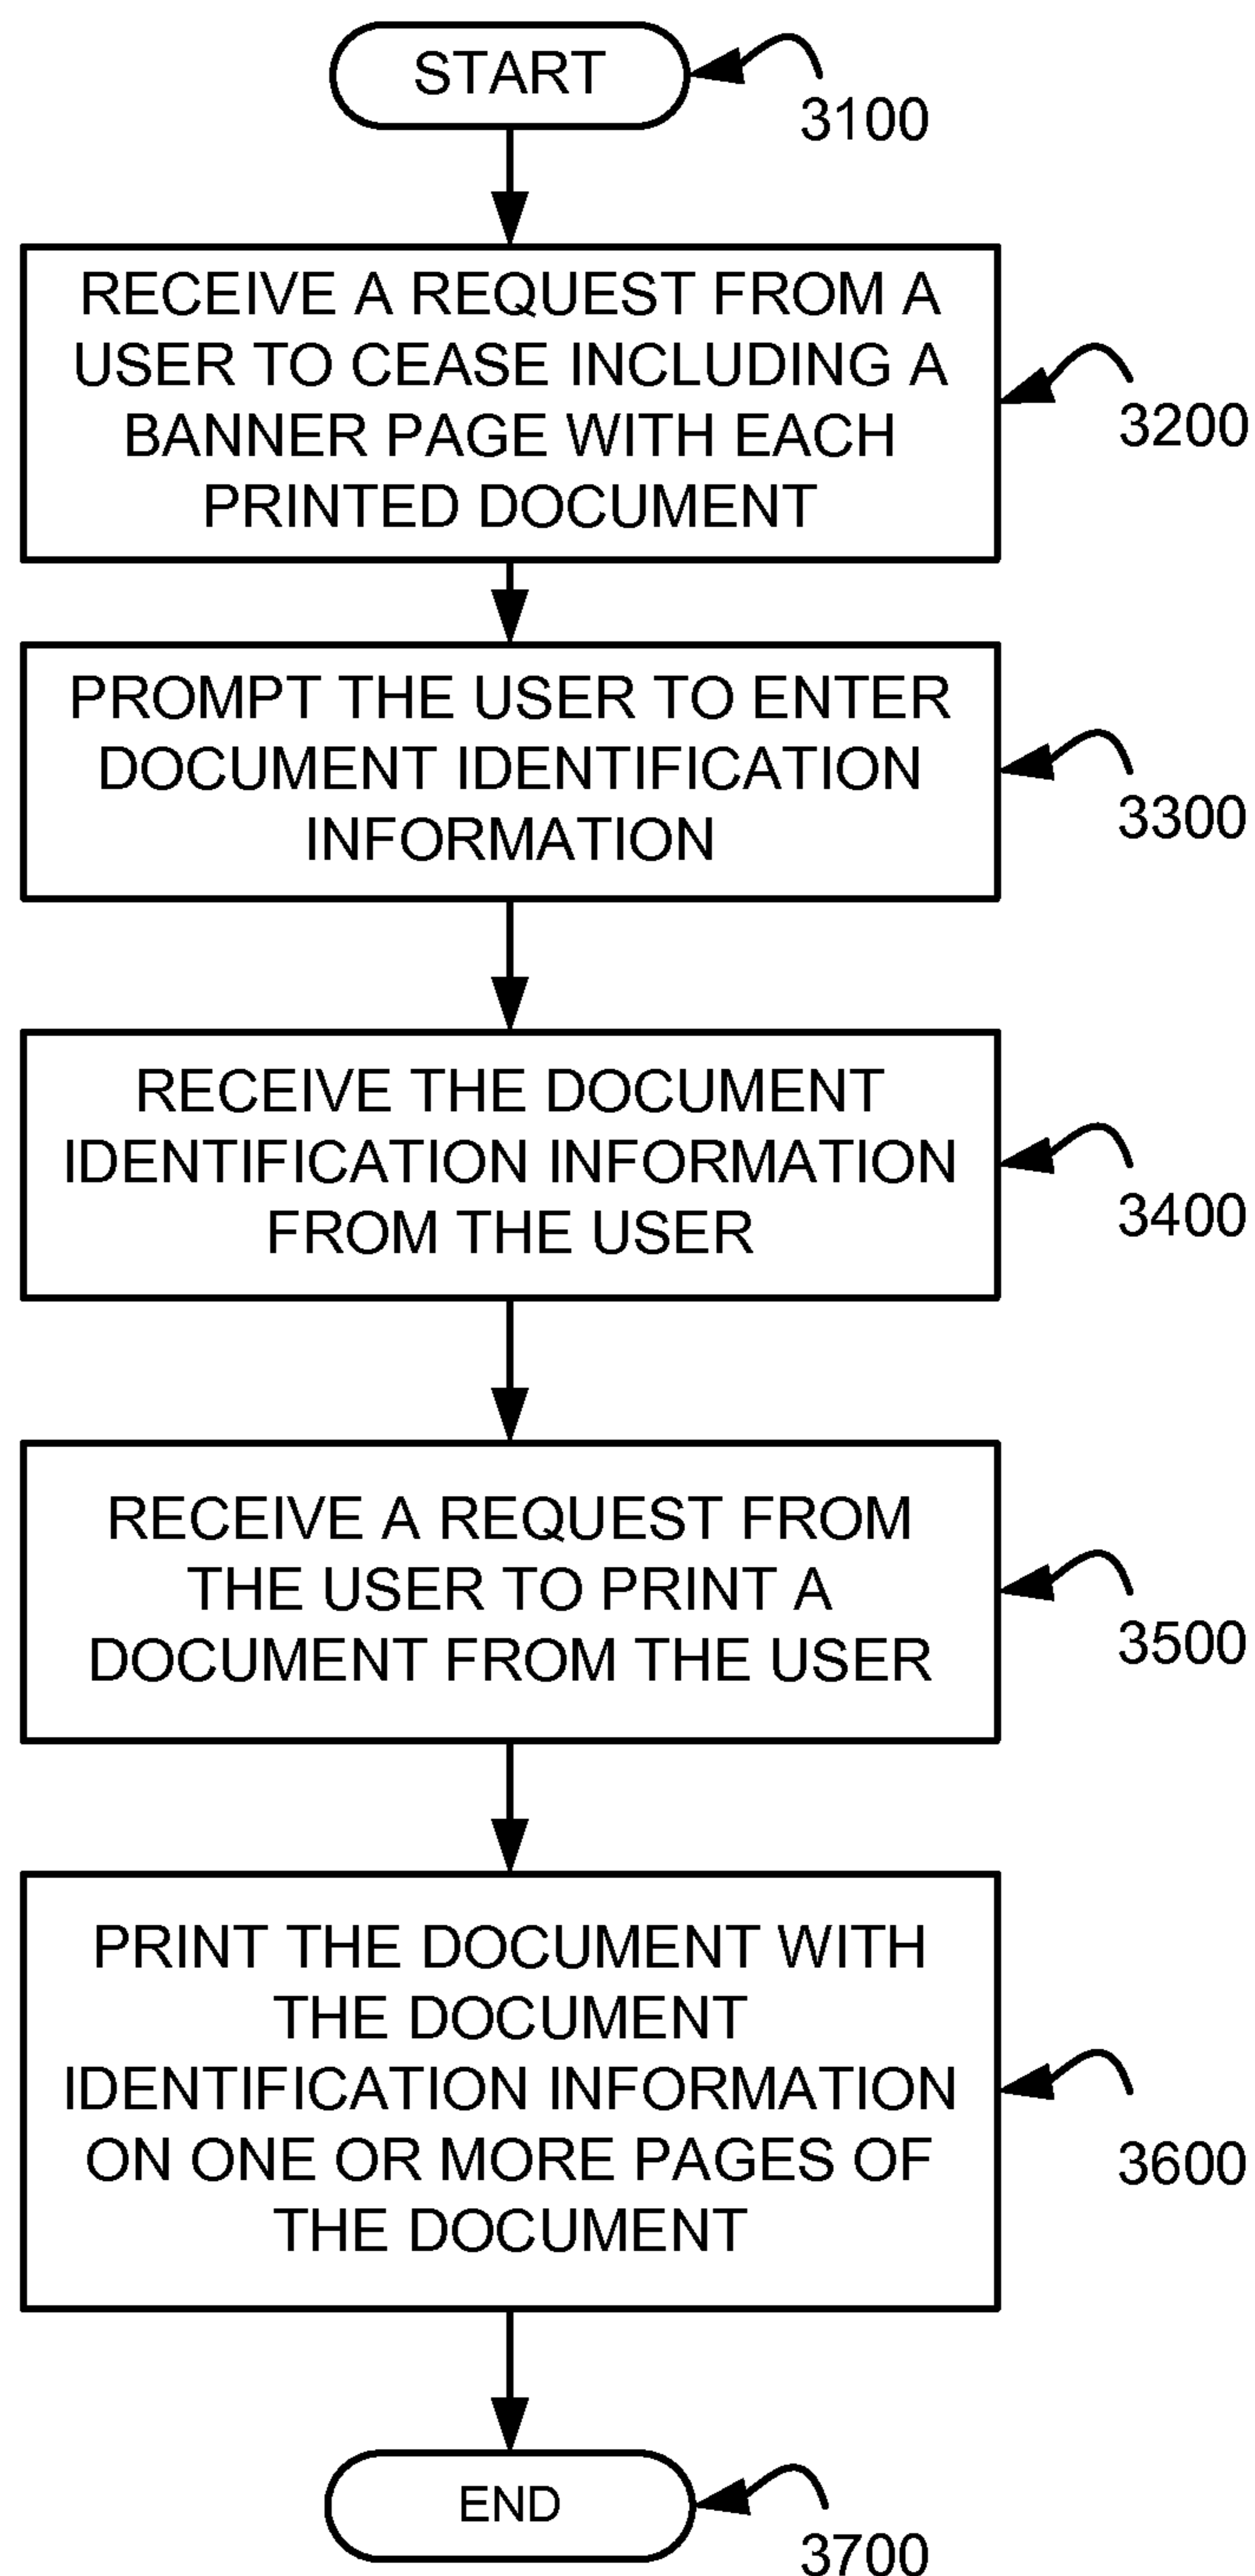 START
3100
RECEIVE A REQUEST FROM A
USER TO CEASE INCLUDING A
BANNER PAGE WITH EACH
PRINTED DOCUMENT
3200
PROMPT THE USER TO ENTER
DOCUMENT IDENTIFICATION
INFORMATION
3300
RECEIVE THE DOCUMENT
IDENTIFICATION INFORMATION
FROM THE USER
3400
RECEIVE A REQUEST FROM
THE USER TO PRINT A
DOCUMENT FROM THE USER
3500
PRINT THE DOCUMENT WITH
THE DOCUMENT
IDENTIFICATION INFORMATION
ON ONE OR MORE PAGES OF
THE DOCUMENT
3600
END
3700